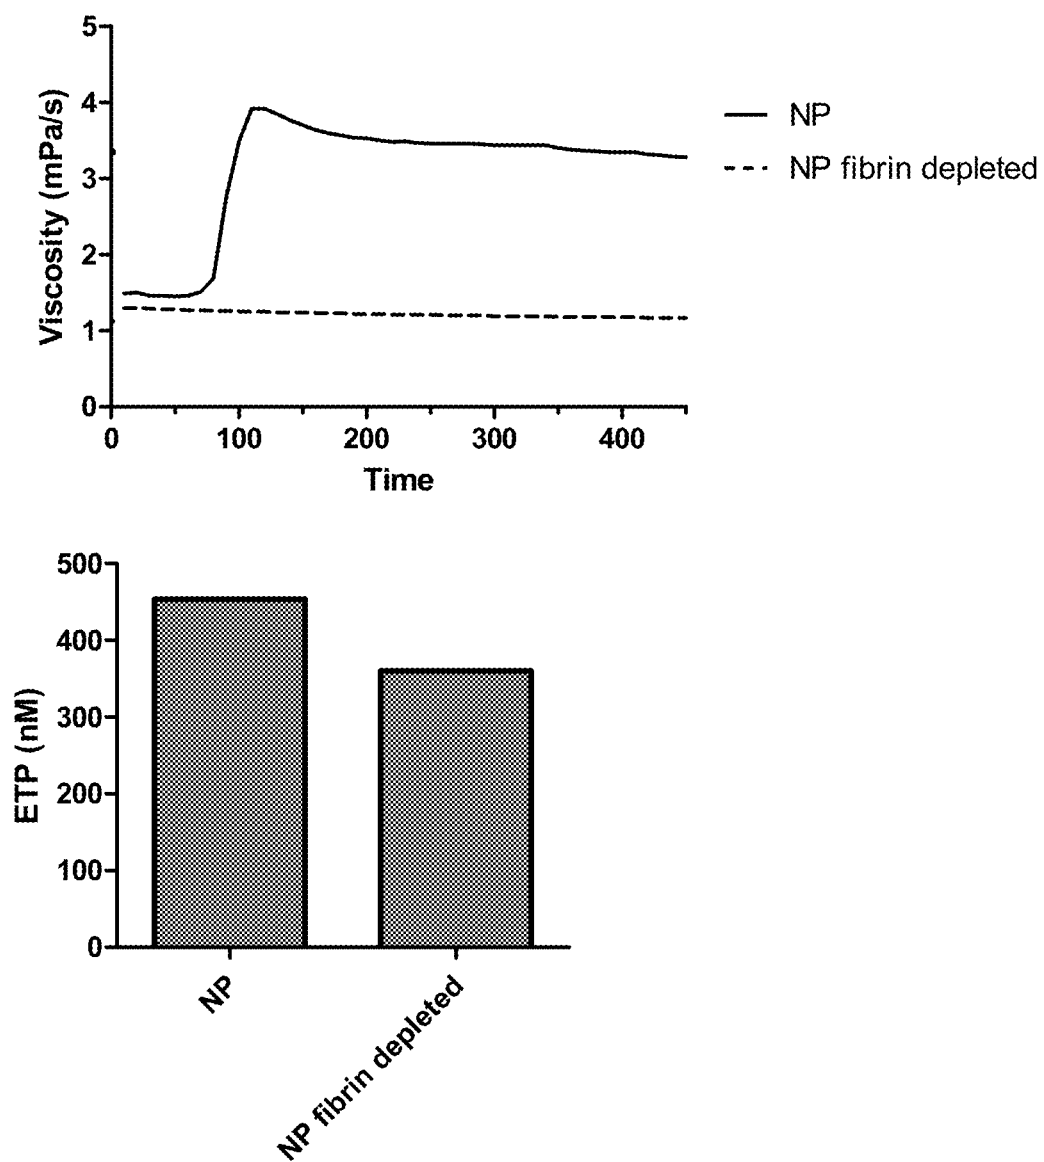 5
4
3
2
1
0
Viscosity (mPa/s)
0 100 200 300 400
Time
NP
NP fibrin depleted
500
400
300
200
100
0
ETP (nM)
NP
NP fibrin depleted